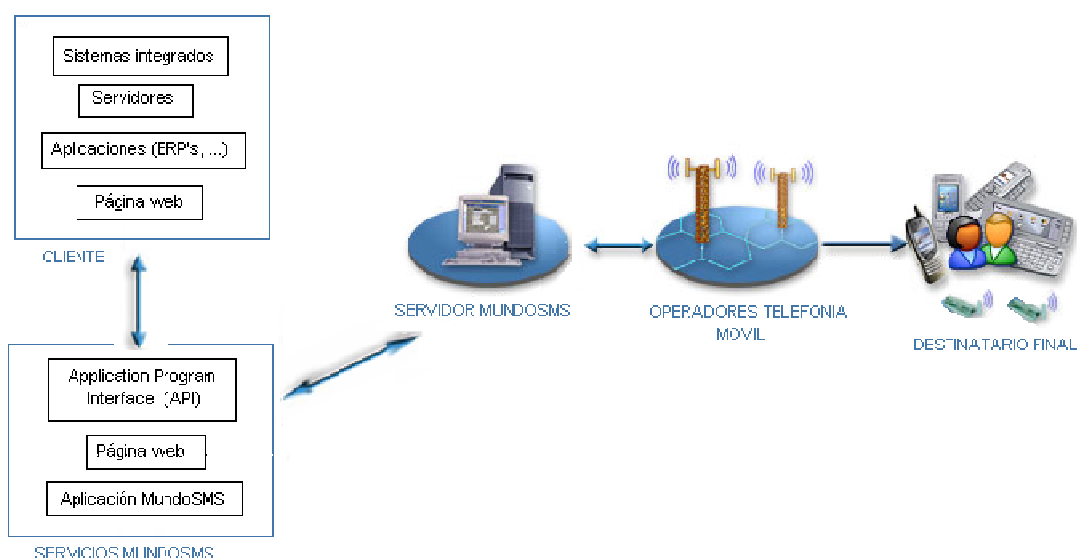 Sistemas integrados
Servidores
Aplicaciones (ERP's, ...)
Página web
CLIENTE
Application Program
Interface (API)
Página web
Aplicación MundoSMS
SERVICIOS MUNDOSMS
SERVIDOR MUNDOSMS
OPERADORES TELEFONIA
MOVIL
DESTINATARIO FINAL